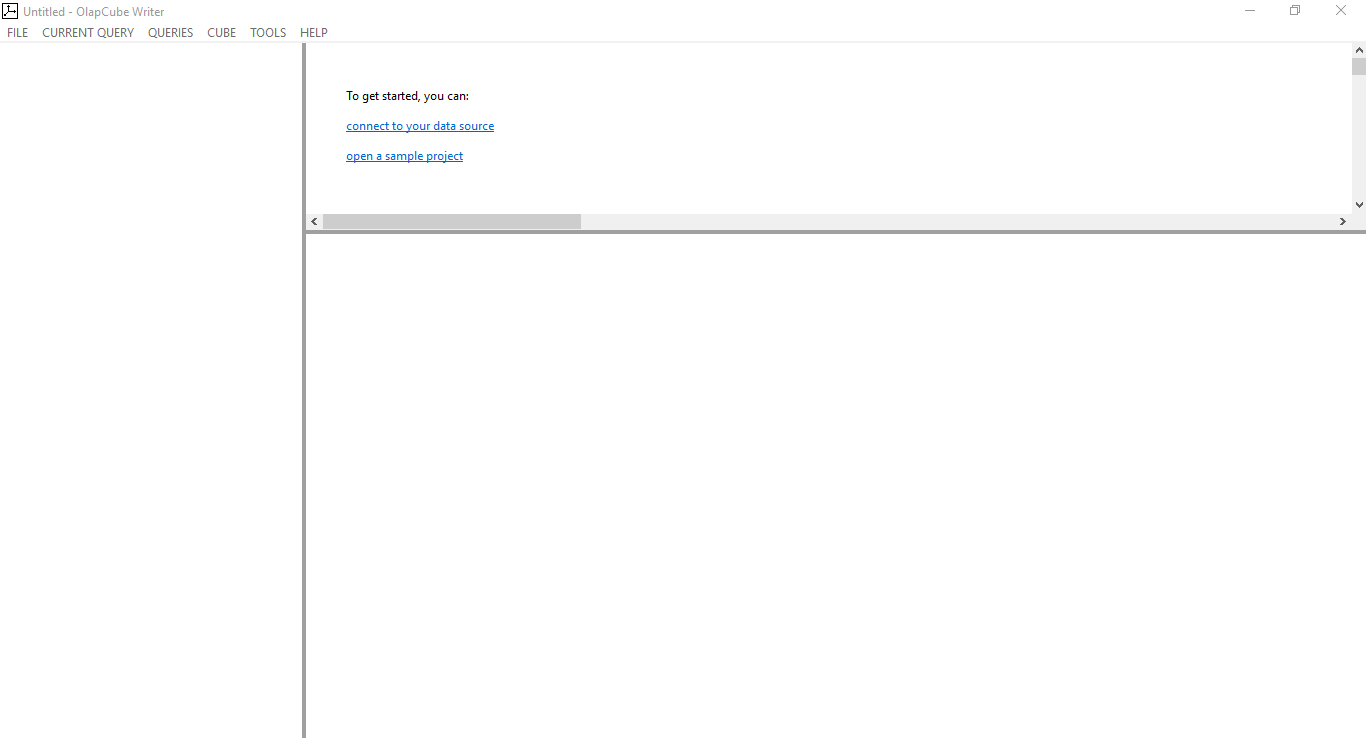 Untitled - OlapCube Writer
FILE CURRENT QUERY QUERIES CUBE TOOLS HELP
To get started, you can:
connect to your data source
open a sample project